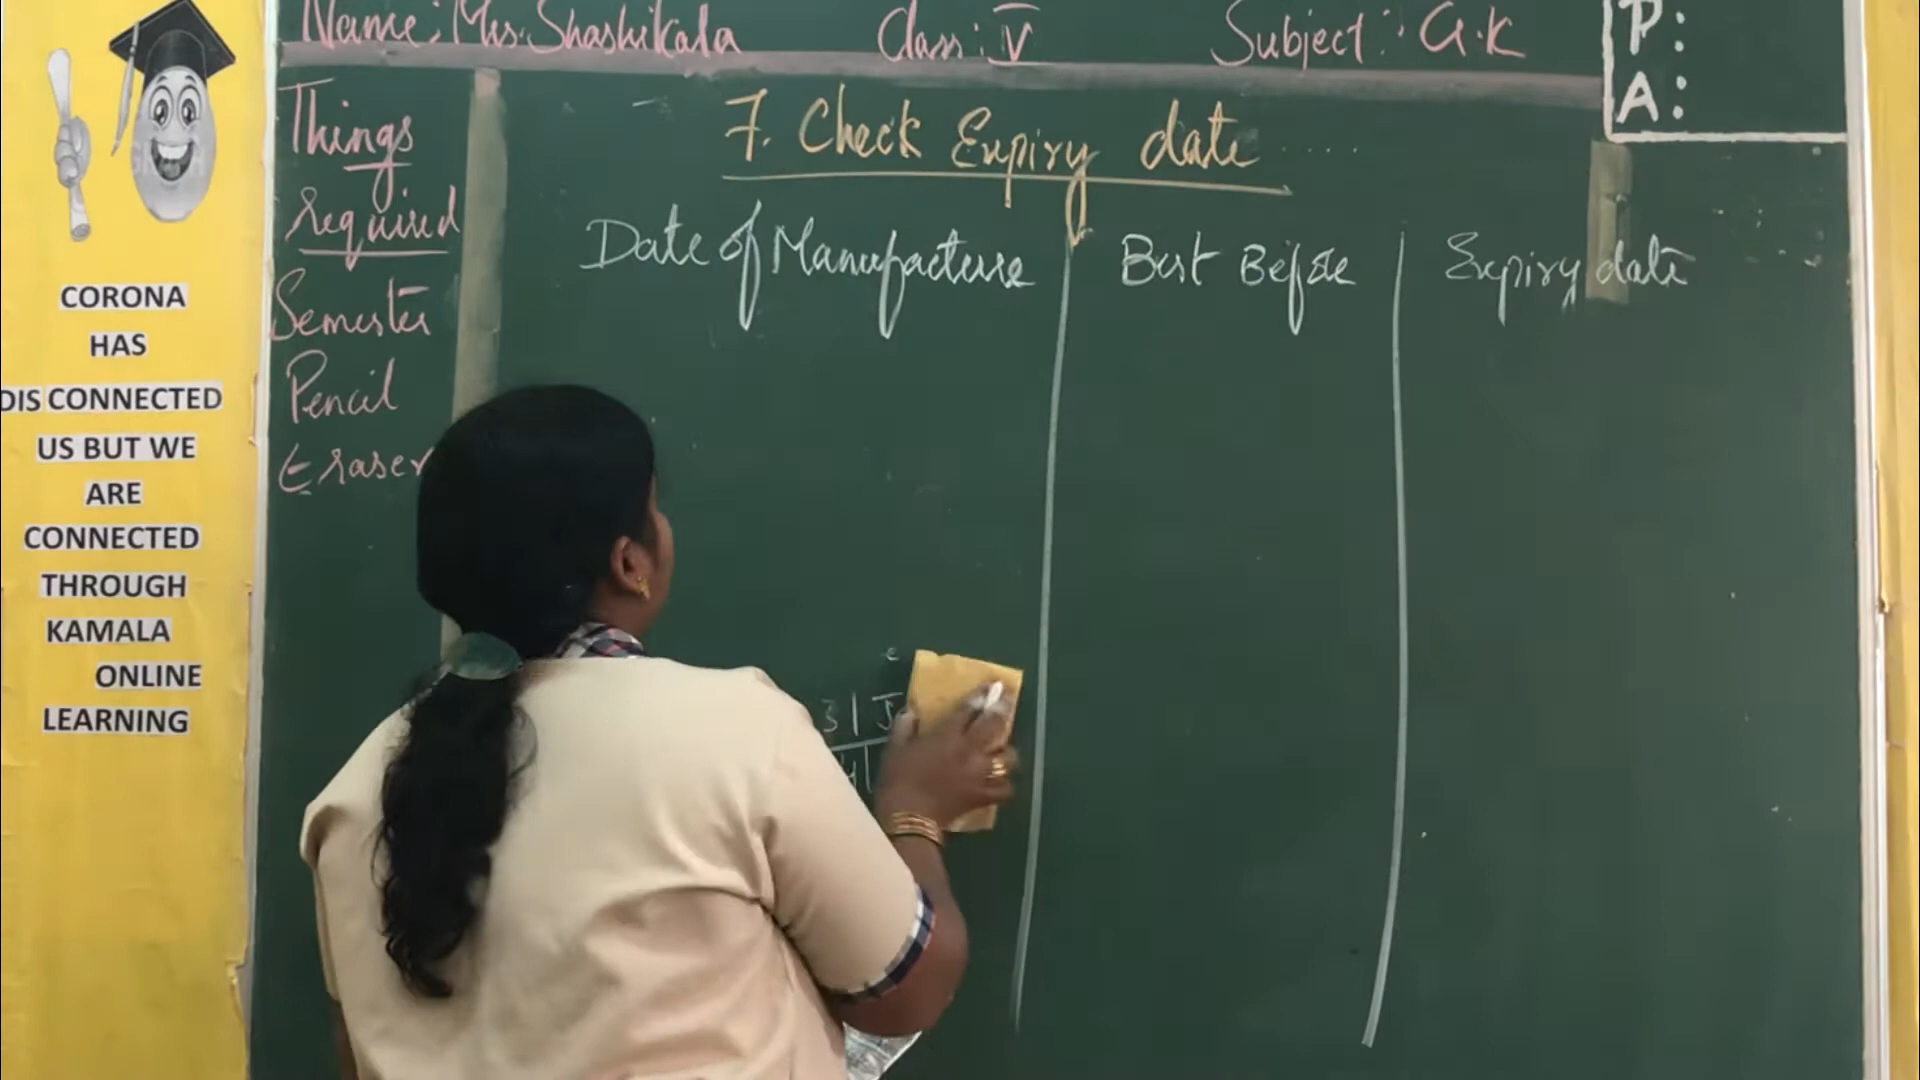 CORONA
HAS
DIS CONNECTED
US BUT WE
ARE
CONNECTED
THROUGH
KAMALA
ONLINE
LEARNING
Name: Mrs. Shashikala Class: V Subject: G.K
P:
A:
Things
required
Semester
Pencil
Eraser
7. Check Expiry date
Date of Manufacture Best Before Expiry date
31